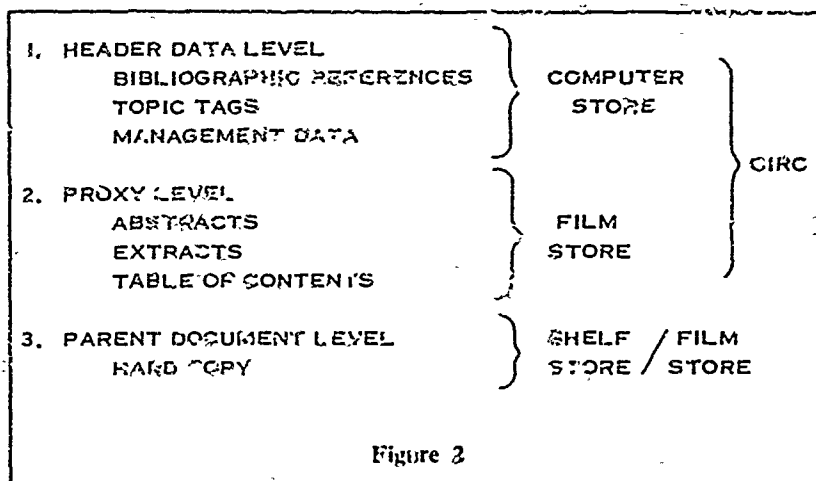 1. HEADER DATA LEVEL
BIBLIOGRAPHIC REFERENCES
TOPIC TAGS
MANAGEMENT DATA
COMPUTER
STORE
2. PROXY LEVEL
ABSTRACTS
EXTRACTS
TABLE OF CONTENTS
FILM
STORE
CIRC
3. PARENT DOCUMENT LEVEL
HARD COPY
SHELF / FILM
STORE / STORE
Figure 2